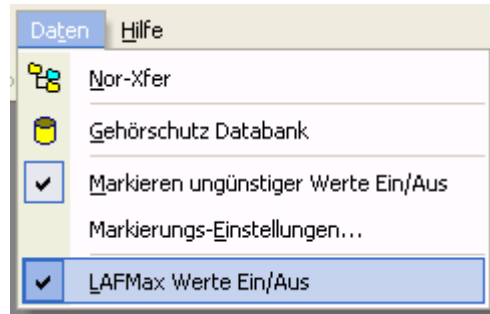 Daten Hilfe
Nor-Xfer
Gehörschutz Databank
Markieren ungünstiger Werte Ein/Aus
Markierungs-Einstellungen...
LAFMax Werte Ein/Aus